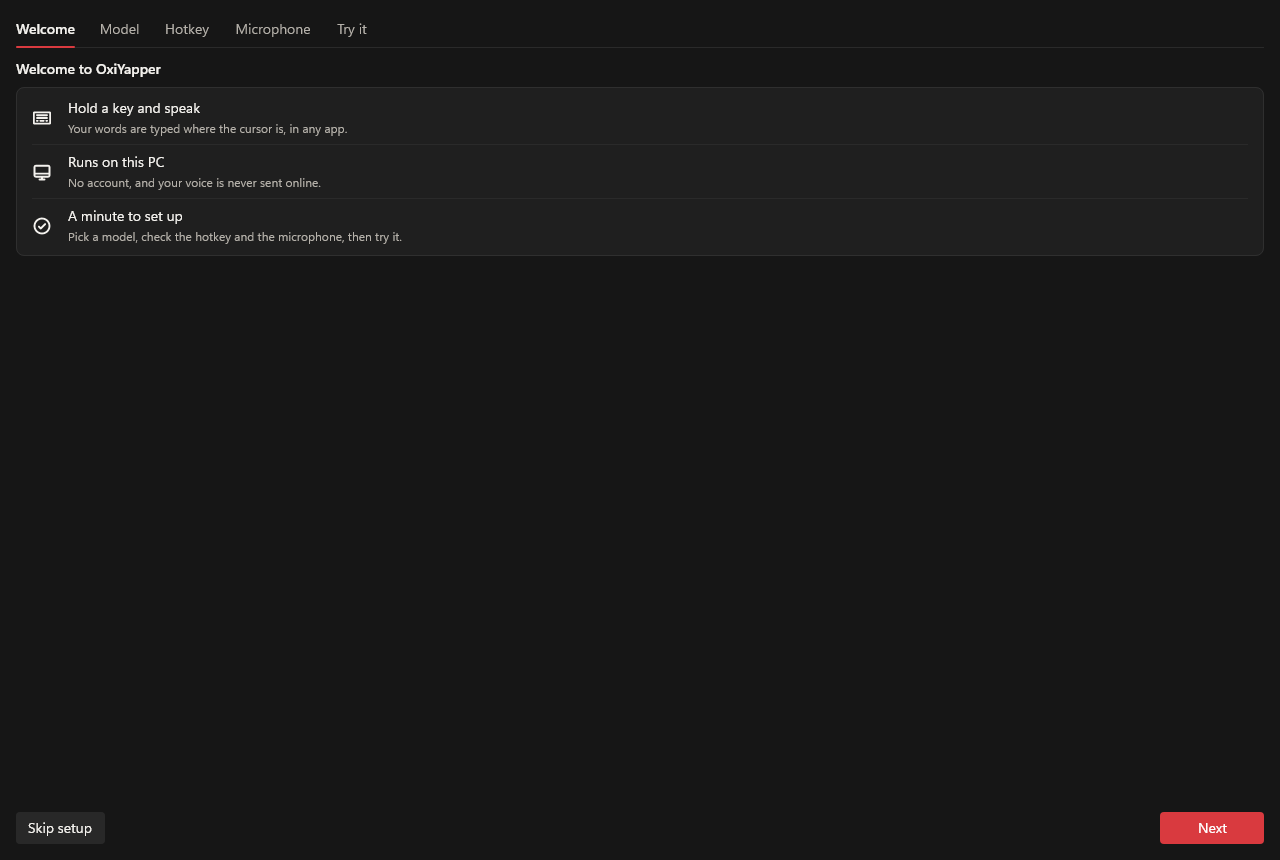 Welcome Model Hotkey Microphone Try it
Welcome to OxiYapper
Hold a key and speak
Your words are typed where the cursor is, in any app.
Runs on this PC
No account, and your voice is never sent online.
A minute to set up
Pick a model, check the hotkey and the microphone, then try it.
Skip setup Next